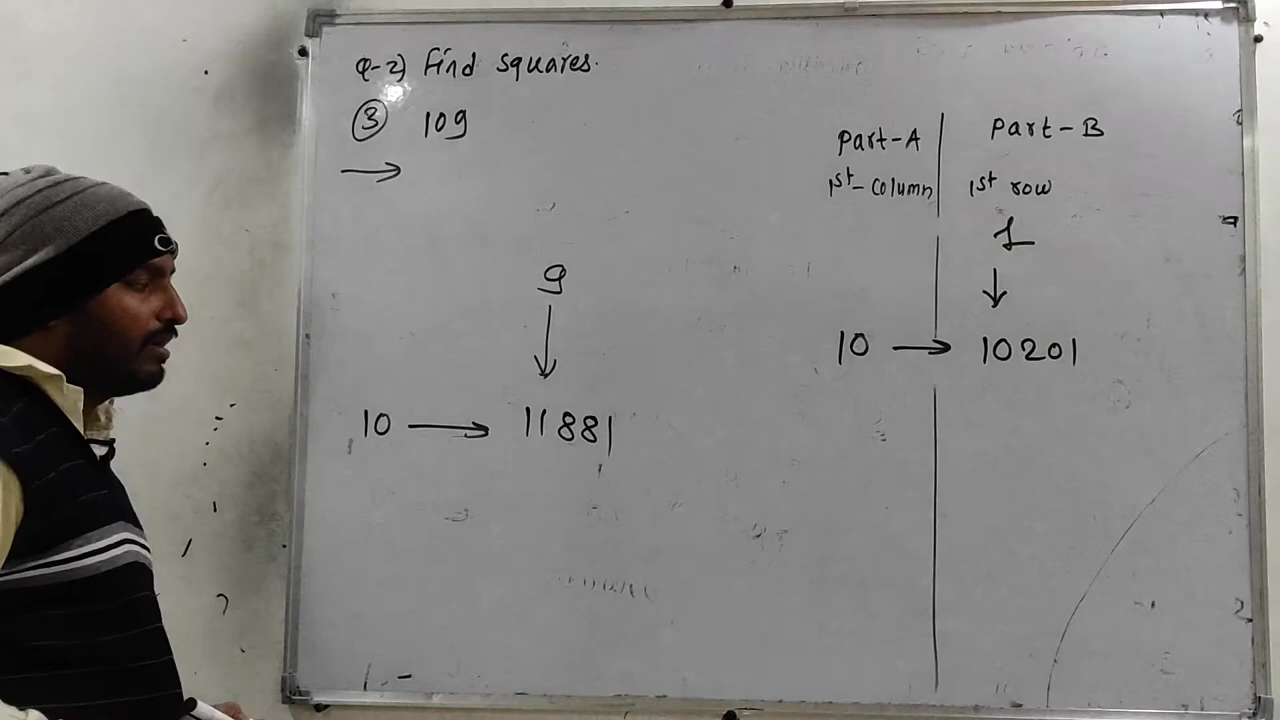 Q-2) Find squares.
③ 109
→
9
↓
10 → 11881
Part-A | Part-B
1st-column | 1st row
1
↓
10 → 10201